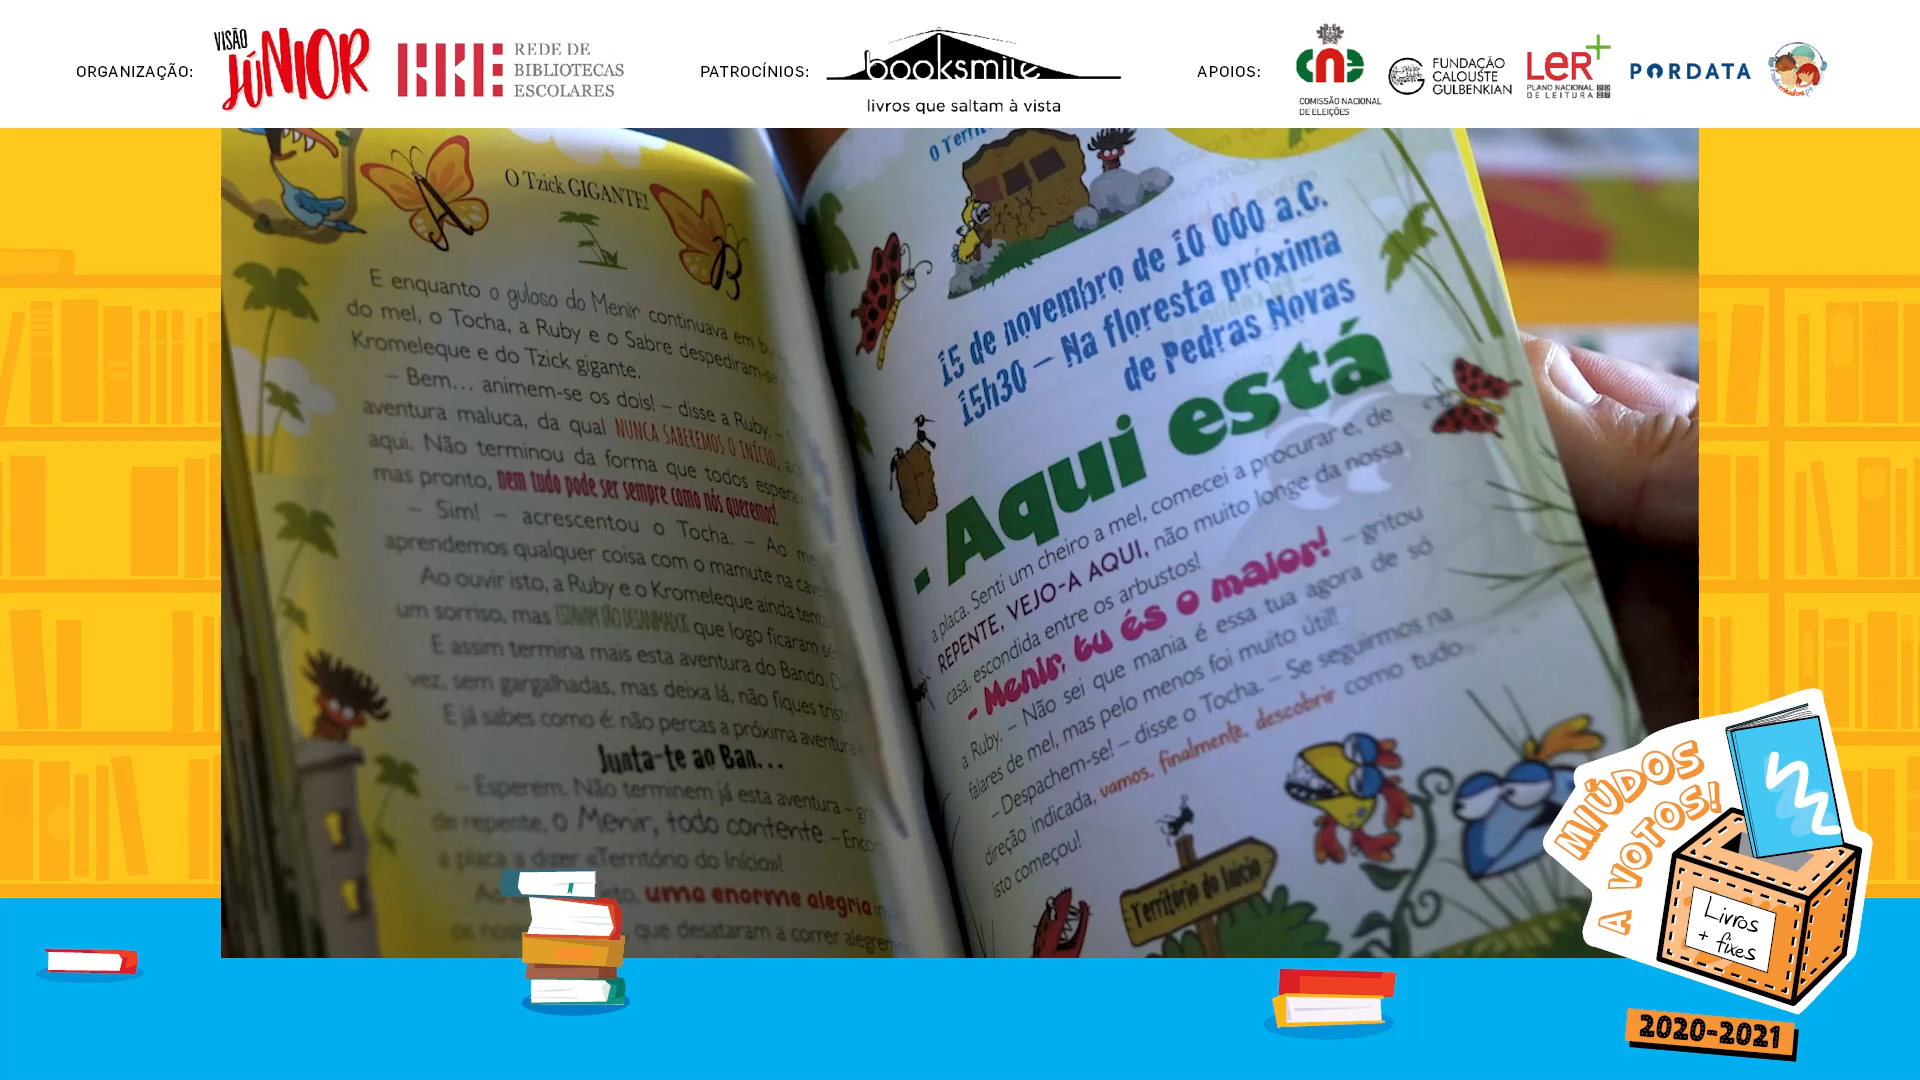 ORGANIZAÇÃO:
VISÃO
JÚNIOR
REDE DE
BIBLIOTECAS
ESCOLARES
PATROCÍNIOS:
booksmile
livros que saltam à vista
APOIOS:
cne
COMISSÃO NACIONAL
DE ELEIÇÕES
FUNDAÇÃO
CALOUSTE
GULBENKIAN
LER+
PLANO NACIONAL
DE LEITURA
PORDATA
O Tzick GIGANTE!
A
B
E enquanto o guloso do Menir continuava em
do mel, o Tocha, a Ruby e o Sabre despediram-se
Kromeleque e do Tzick gigante.
– Bem... animem-se os dois! – disse a Ruby. –
aventura maluca, da qual NUNCA SABEREMOS O INÍCIO,
aqui. Não terminou da forma que todos
mas pronto, nem tudo pode ser sempre como nós queremos!
– Sim! – acrescentou o Tocha. – Ao
aprendemos qualquer coisa com o mamute na
Ao ouvir isto, a Ruby e o Kromeleque ainda
um sorriso, mas ESTAVAM TÃO DESANIMADOS que logo ficaram
E assim termina mais esta aventura do Bando.
vez, sem gargalhadas, mas deixa lá, não fiques
E já sabes como é: não percas a próxima aventura
Junta-te ao Ban...
– Esperem. Não terminem já esta aventura –
de repente, o Menir, todo contente. –
a placa a dizer «Território do Início»!
uma enorme alegria
que desataram a correr
15 de novembro de 10 000 a.C.
15h30 – Na floresta próxima
de Pedras Novas
- Aqui está
a placa. Senti um cheiro a mel, comecei a procurar e, de
REPENTE, VEJO-A AQUI, não muito longe da nossa
casa, escondida entre os arbustos!
- Menir, tu és o maior! – gritou
a Ruby. – Não sei que mania é essa tua agora de só
falares de mel, mas pelo menos foi muito útil!
– Despachem-se! – disse o Tocha. – Se seguirmos na
direção indicada, vamos, finalmente, descobrir como tudo
isto começou!
Território do Início
MIÚDOS
A VOTOS!
Livros
+ fixes
2020-2021